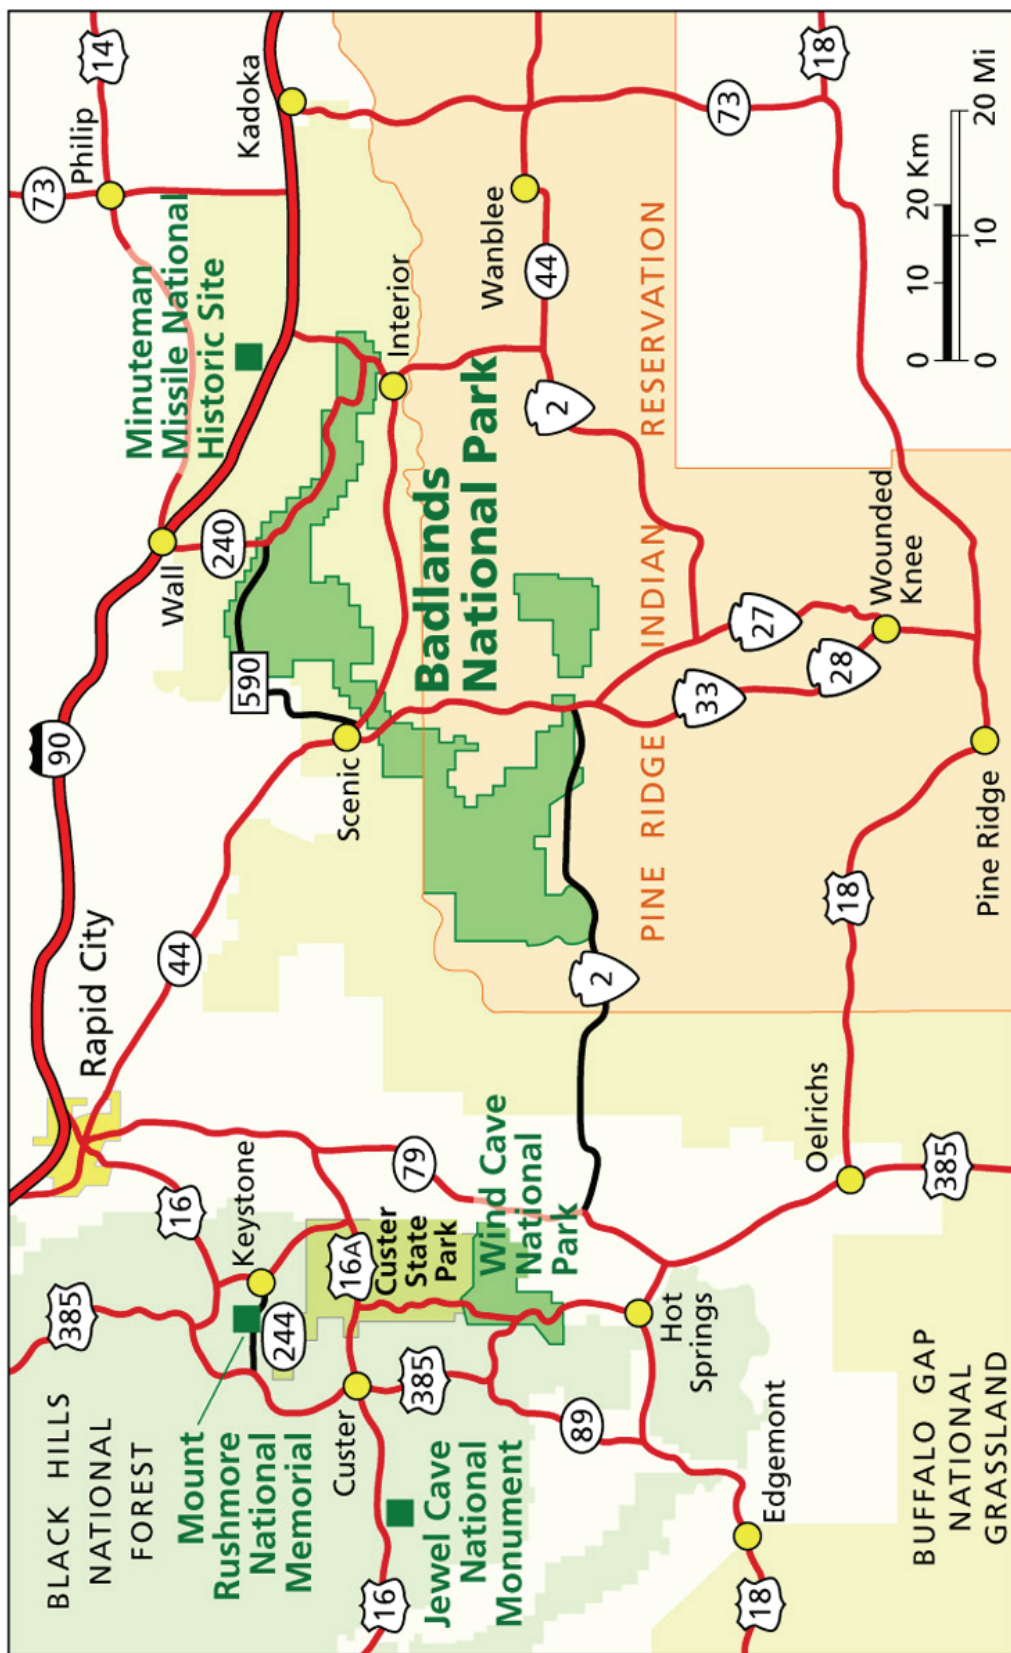 BLACK HILLS
NATIONAL
FOREST
385
16
Rapid City
90
44
Wall
240
Minuteman
Missile National
Historic Site
Philip
73
14
Kadoka
Mount
Rushmore
National
Memorial
Keystone
244
16A
Custer
385
Custer
State
Park
79
Wind Cave
National
Park
Jewel Cave
National
Monument
16
89
Scenic
590
Interior
Badlands
National Park
Wanblee
44
2
73
18
Hot
Springs
Edgemont
18
2
PINE RIDGE INDIAN RESERVATION
33
27
28
Wounded
Knee
Oelrichs
18
385
Pine Ridge
BUFFALO GAP
NATIONAL
GRASSLAND
0 10 20 Km
0 10 20 Mi